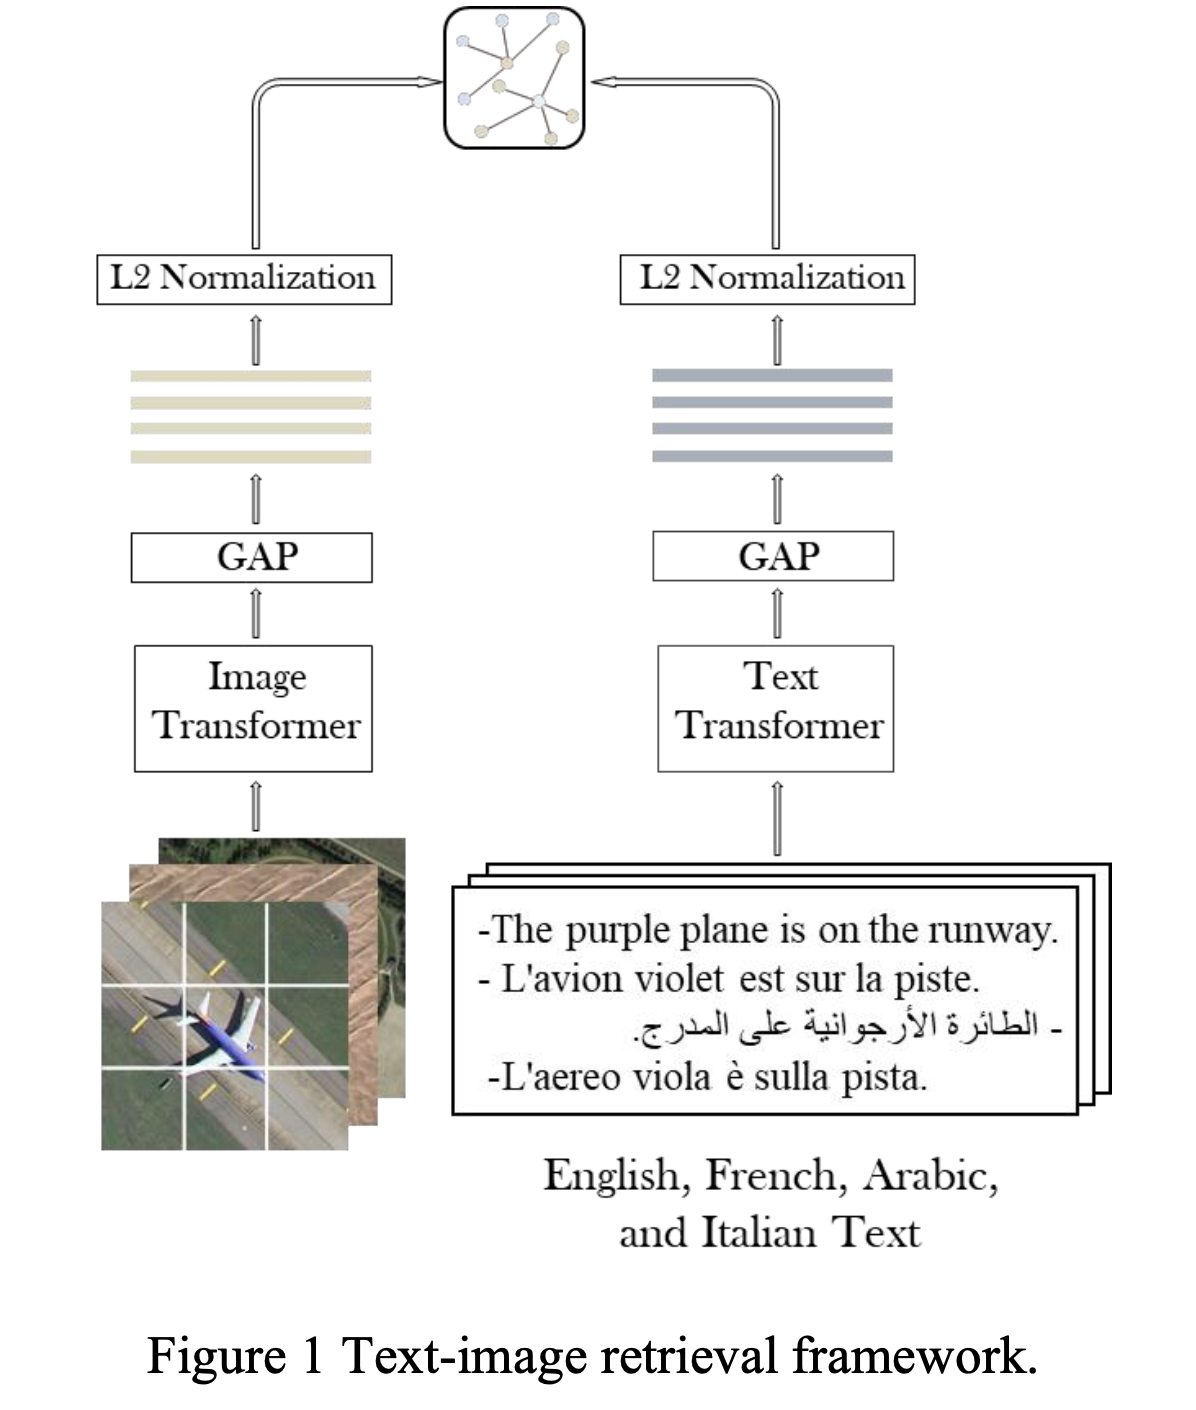 L2 Normalization
L2 Normalization
GAP
GAP
Image
Transformer
Text
Transformer
-The purple plane is on the runway.
- L'avion violet est sur la piste.
- الطائرة الأرجوانية على المدرج.
-L'aereo viola è sulla pista.
English, French, Arabic,
and Italian Text
Figure 1 Text-image retrieval framework.